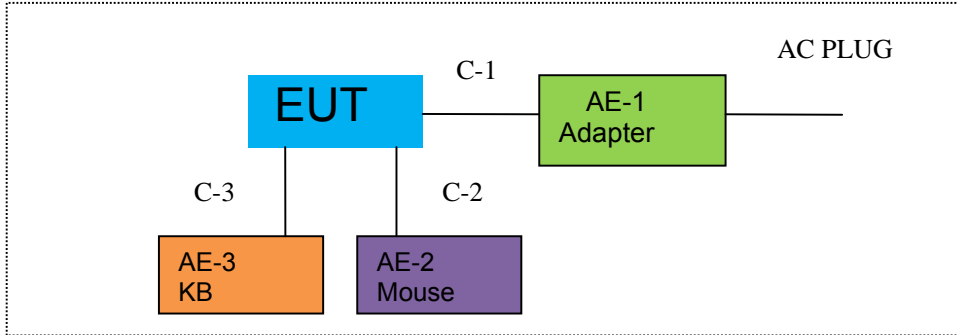 AC PLUG
C-1
EUT
AE-1
Adapter
C-3
C-2
AE-3
KB
AE-2
Mouse